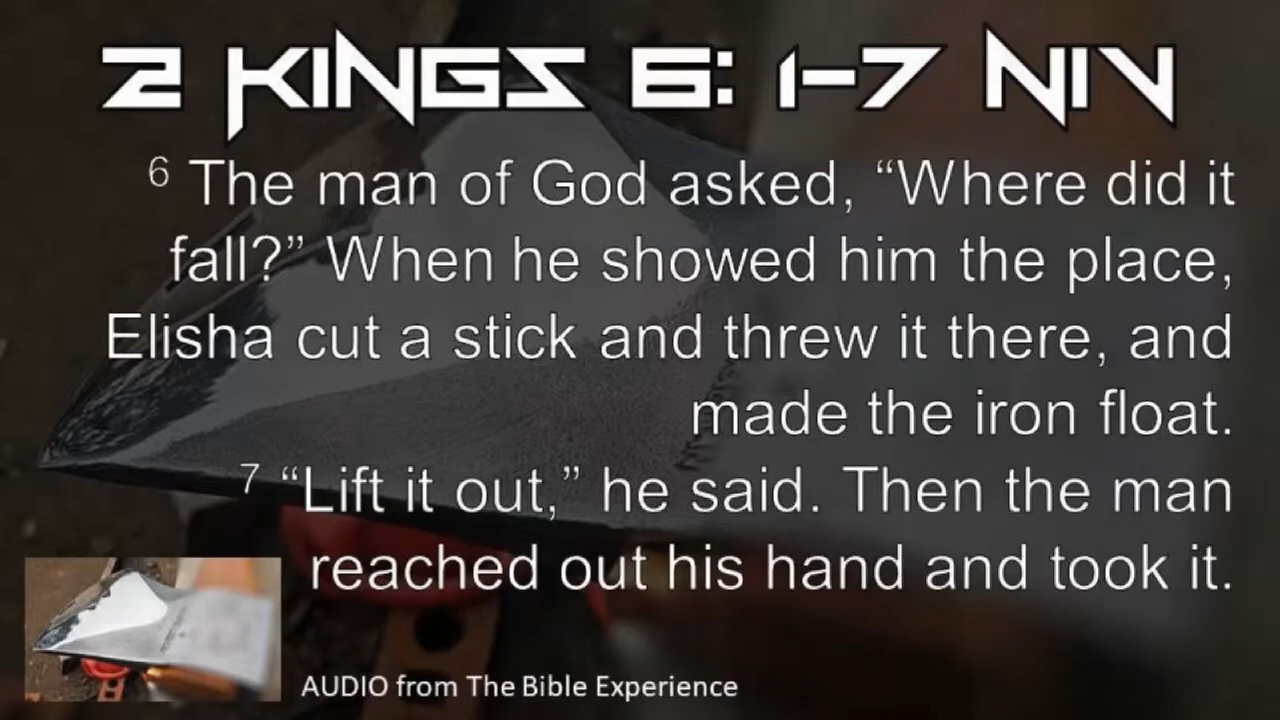 2 KINGS 6: 1-7 NIV
6 The man of God asked, “Where did it
fall?” When he showed him the place,
Elisha cut a stick and threw it there, and
made the iron float.
7 “Lift it out,” he said. Then the man
reached out his hand and took it.
AUDIO from The Bible Experience